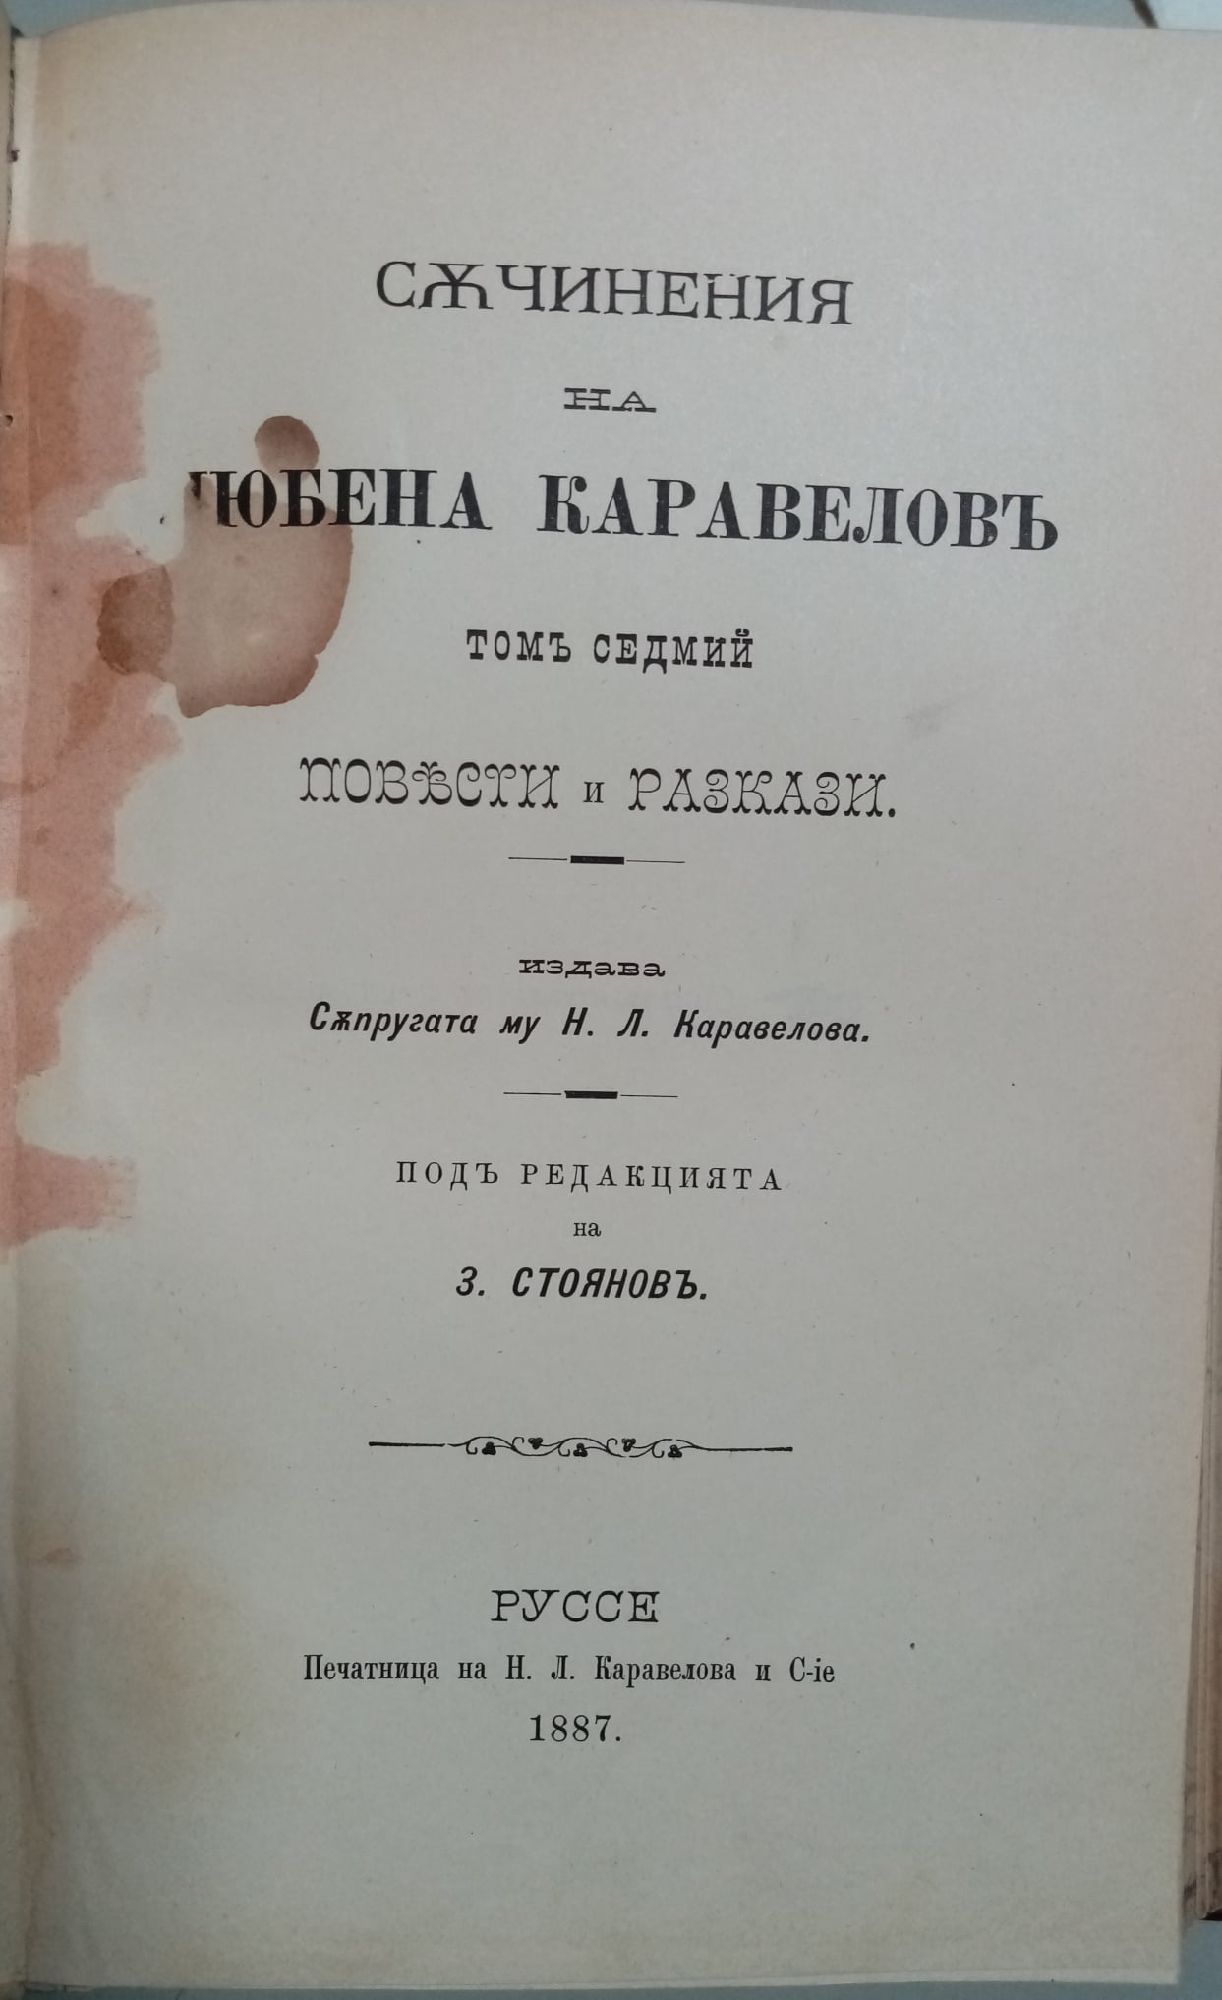 СѪЧИНЕНИЯ
НА
ЛЮБЕНА КАРАВЕЛОВЪ
ТОМЪ СЕДМИЙ
ПОВѢСТИ и РАЗКАЗИ.
издава
Сѫпругата му Н. Л. Каравелова.
ПОДЪ РЕДАКЦИЯТА
на
З. СТОЯНОВЪ.
РУССЕ
Печатница на Н. Л. Каравелова и С-ie
1887.